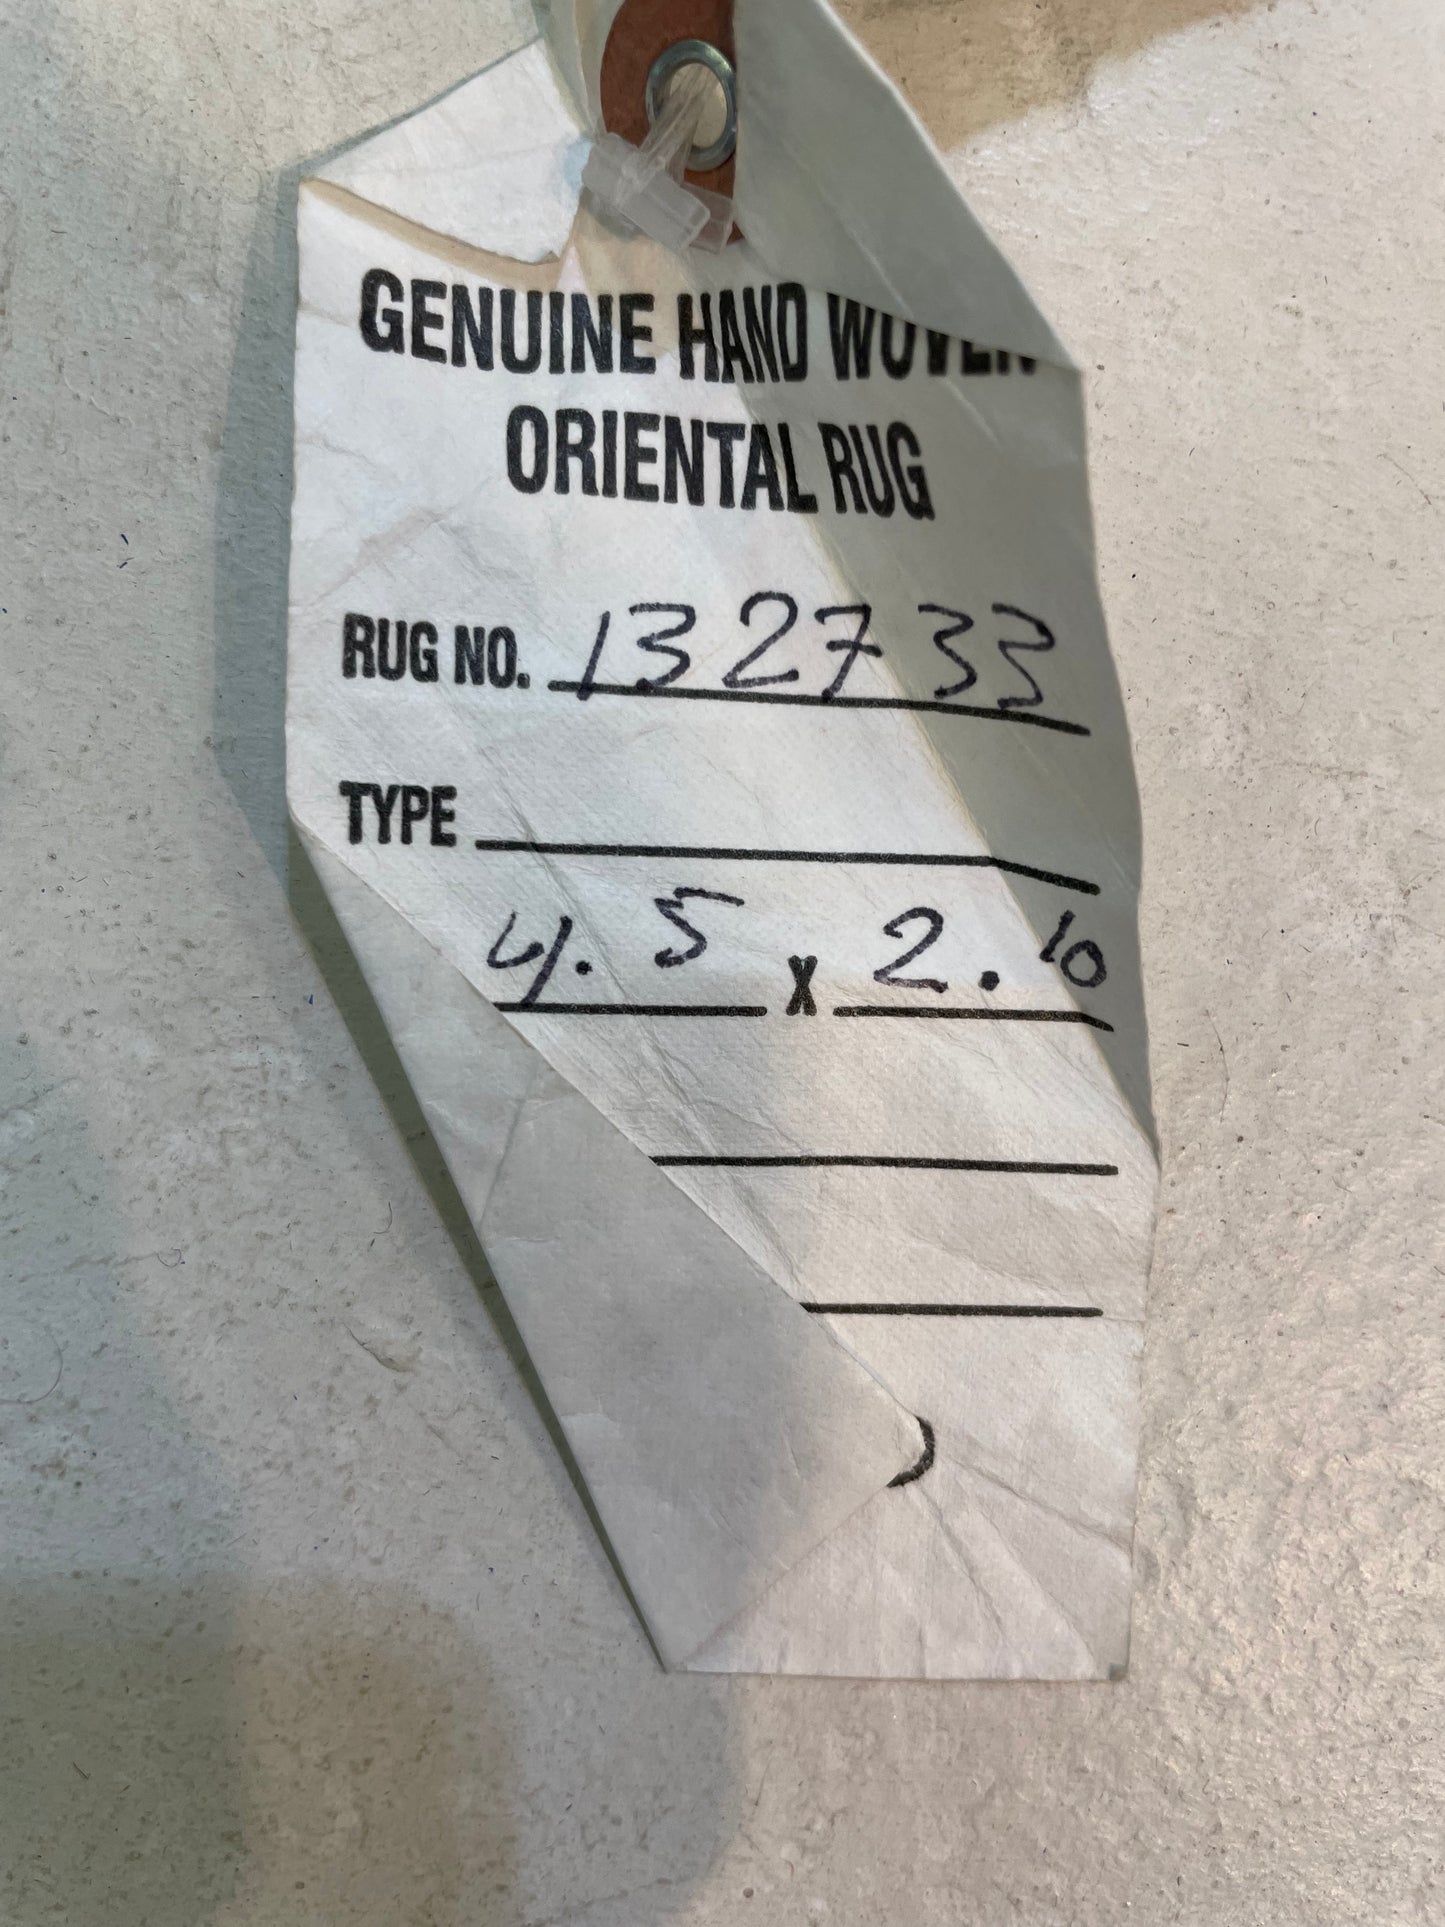 GENUINE HAND WOVEN
ORIENTAL RUG
RUG NO. 132733
TYPE
4.5 x 2.10